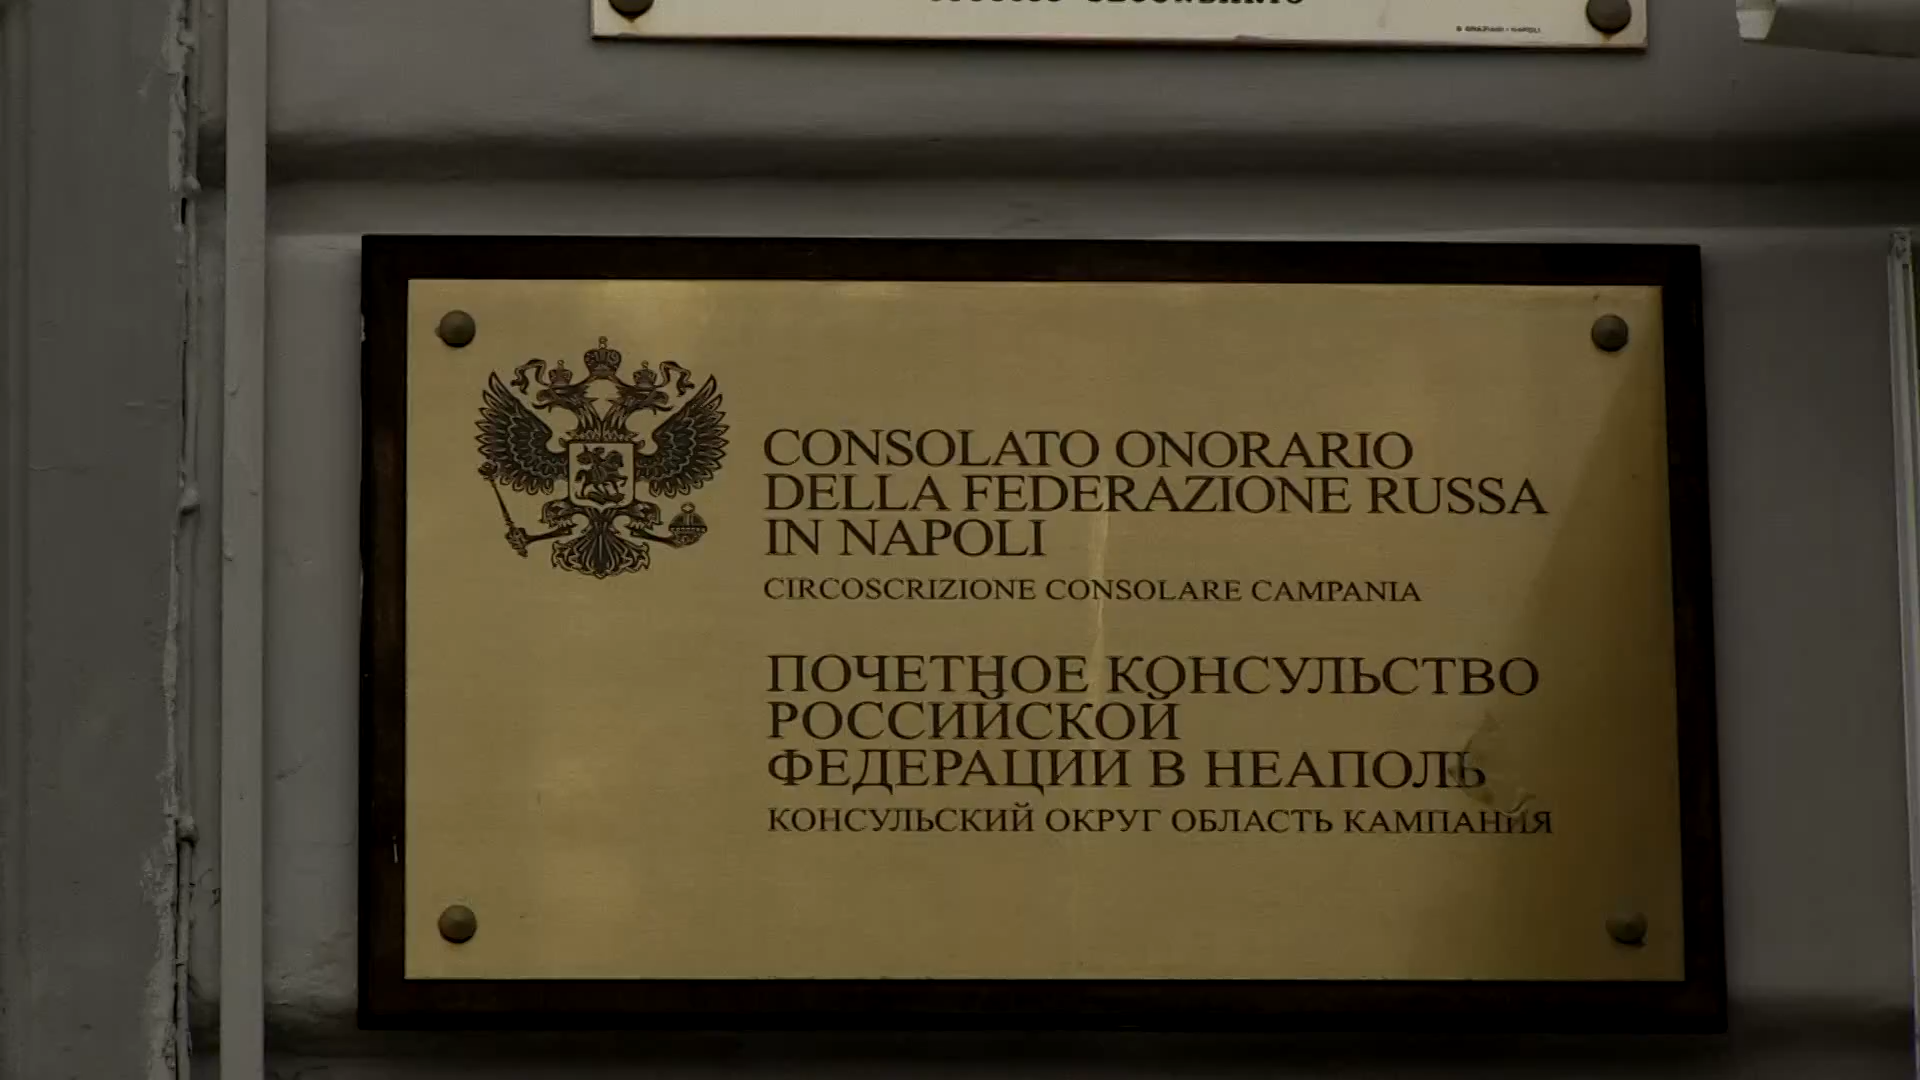 CONSOLATO ONORARIO
DELLA FEDERAZIONE RUSSA
IN NAPOLI
CIRCOSCRIZIONE CONSOLARE CAMPANIA
ПОЧЕТНОЕ КОНСУЛЬСТВО
РОССИЙСКОЙ
ФЕДЕРАЦИИ В НЕАПОЛЬ
КОНСУЛЬСКИЙ ОКРУГ ОБЛАСТЬ КАМПАНИЯ